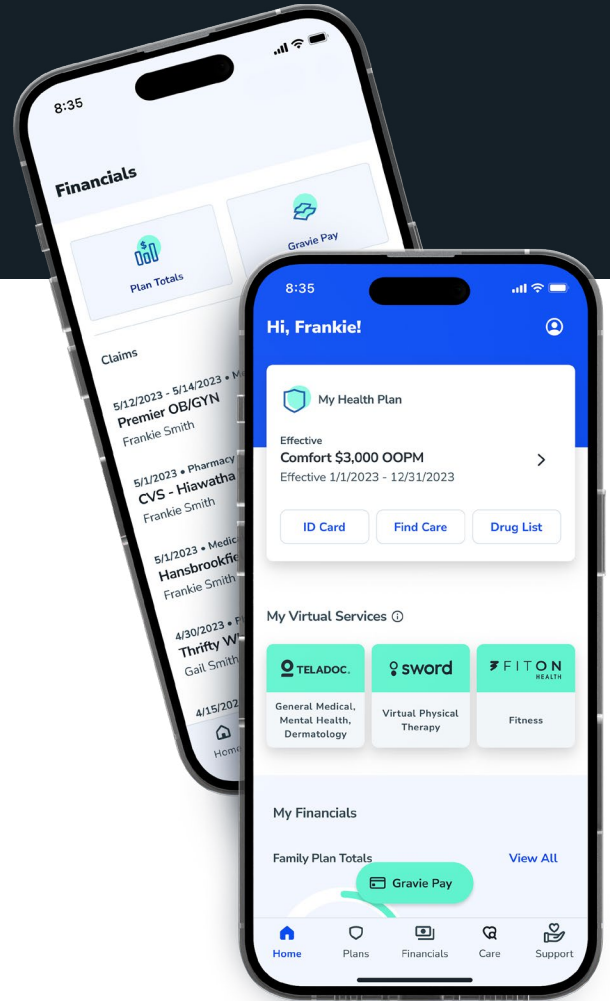 8:35
Financials
Plan Totals
Gravie Pay
Claims
5/12/2023 - 5/14/2023 •
Premier OB/GYN
Frankie Smith
5/1/2023 • Pharmacy
CVS - Hiawatha
Frankie Smith
5/1/2023 •
Frankie Smith
4/30/2023 •
Thrifty
Gail Smith
Home
8:35
Hi, Frankie!
My Health Plan
Effective
Comfort $3,000 OOPM
Effective 1/1/2023 - 12/31/2023
ID Card Find Care Drug List
My Virtual Services
TELADOC. sword FITON
HEALTH
General Medical,
Mental Health,
Dermatology
Virtual Physical
Therapy
Fitness
My Financials
Family Plan Totals View All
Gravie Pay
Home Plans Financials Care Support